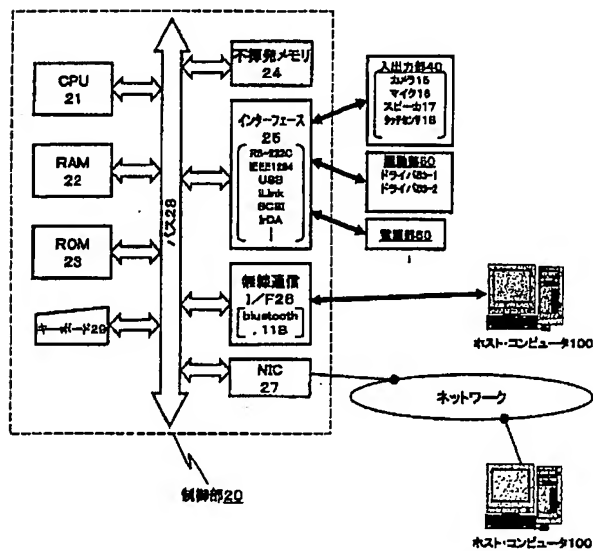 CPU
21
RAM
22
ROM
23
キーボード29
バス28
不揮発メモリ
24
インターフェース
25
RS-232C
IEEE1284
USB
iLink
SCSI
IrDA
無線通信
I/F26
bluetooth
.11B
NIC
27
制御部20
入出力部40
カメラ15
マイク16
スピーカ17
タッチセンサ18
駆動部50
ドライバ53-1
ドライバ53-2
電源部60
ホスト・コンピュータ100
ネットワーク
ホスト・コンピュータ100